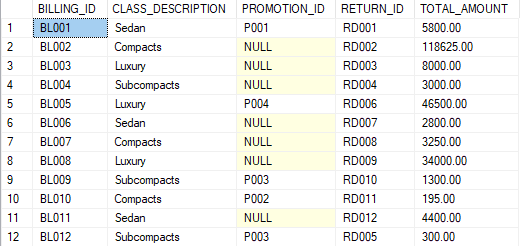 BILLING_ID CLASS_DESCRIPTION PROMOTION_ID RETURN_ID TOTAL_AMOUNT
1 BL001 Sedan P001 RD001 5800.00
2 BL002 Compacts NULL RD002 118625.00
3 BL003 Luxury NULL RD003 8000.00
4 BL004 Subcompacts NULL RD004 3000.00
5 BL005 Luxury P004 RD006 46500.00
6 BL006 Sedan NULL RD007 2800.00
7 BL007 Compacts NULL RD008 3250.00
8 BL008 Luxury NULL RD009 34000.00
9 BL009 Subcompacts P003 RD010 1300.00
10 BL010 Compacts P002 RD011 195.00
11 BL011 Sedan NULL RD012 4400.00
12 BL012 Subcompacts P003 RD005 300.00